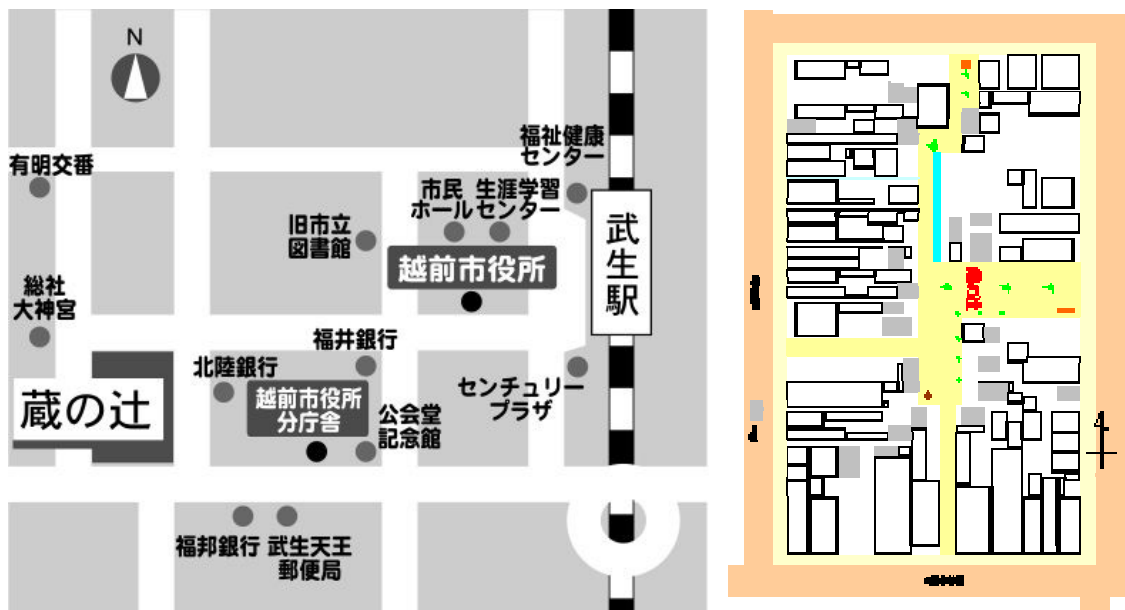 N
有明交番
総社
大神宮
蔵の辻
旧市立
図書館
市民
ホール
生涯学習
センター
福祉健康
センター
越前市役所
武生駅
福井銀行
北陸銀行
越前市役所
分庁舎
公会堂
記念館
センチュリー
プラザ
福邦銀行
武生天王
郵便局